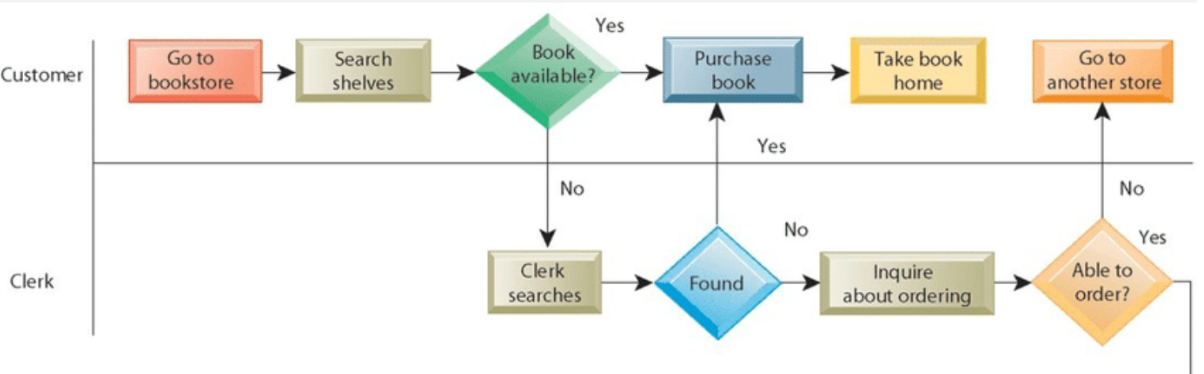 Yes
Customer
Go to
bookstore
Search
shelves
Book
available?
Purchase
book
Take book
home
Go to
another store
Yes
No
No
Clerk
Clerk
searches
Found
No
Inquire
about ordering
Able to
order?
Yes